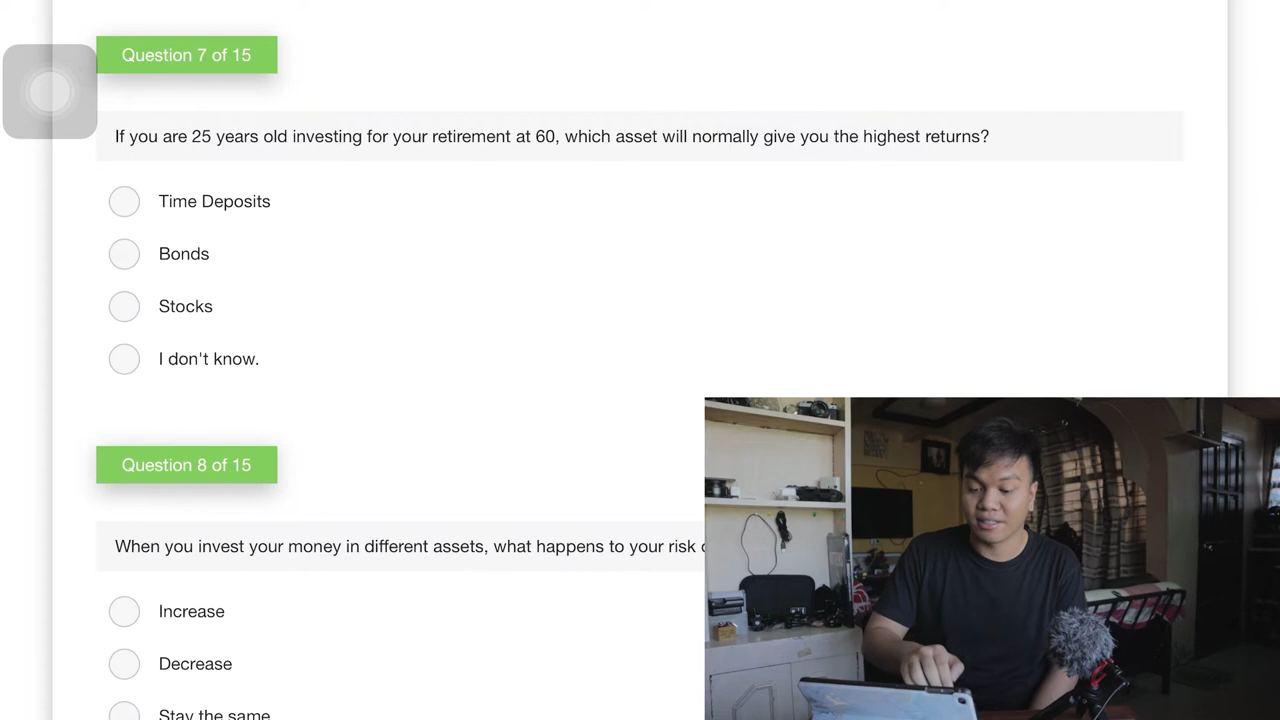 Question 7 of 15
If you are 25 years old investing for your retirement at 60, which asset will normally give you the highest returns?
Time Deposits
Bonds
Stocks
I don't know.
Question 8 of 15
When you invest your money in different assets, what happens to your risk
Increase
Decrease
Stay the same